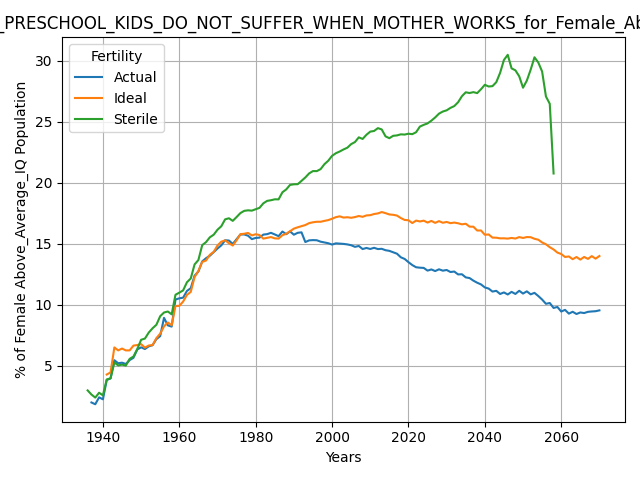 _PRESCHOOL_KIDS_DO_NOT_SUFFER_WHEN_MOTHER_WORKS_for_Female_Ab
% of Female Above_Average_IQ Population
Fertility
Actual
Ideal
Sterile
30
25
20
15
10
5
1940 1960 1980 2000 2020 2040 2060
Years